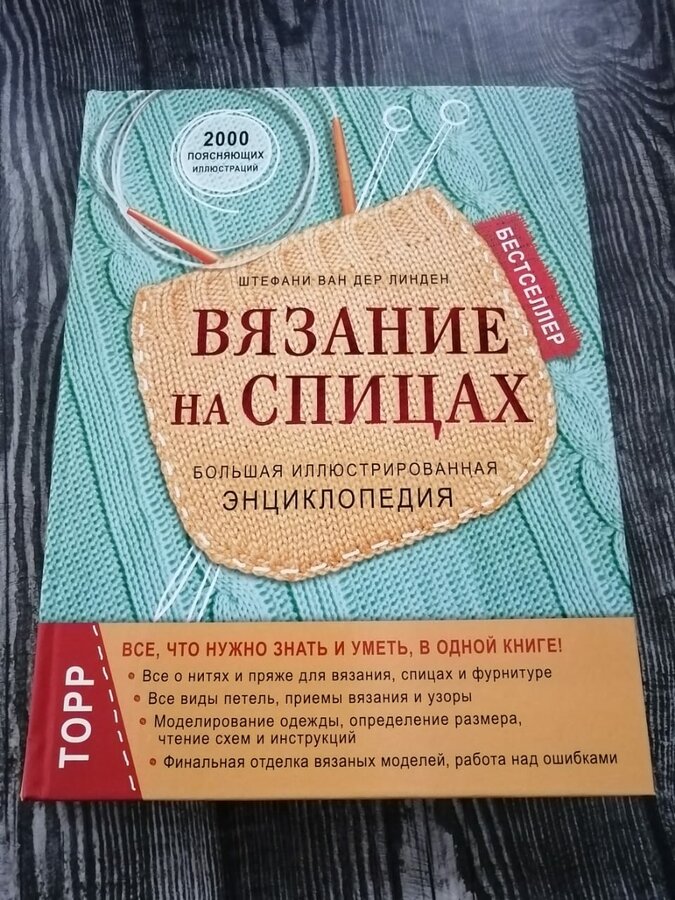 2000
ПОЯСНЯЮЩИХ
ИЛЛЮСТРАЦИЙ
БЕСТСЕЛЛЕР
ШТЕФАНИ ВАН ДЕР ЛИНДЕН
ВЯЗАНИЕ
НА СПИЦАХ
БОЛЬШАЯ ИЛЛЮСТРИРОВАННАЯ
ЭНЦИКЛОПЕДИЯ
ТОРР
ВСЕ, ЧТО НУЖНО ЗНАТЬ И УМЕТЬ, В ОДНОЙ КНИГЕ!
• Все о нитях и пряже для вязания, спицах и фурнитуре
• Все виды петель, приемы вязания и узоры
• Моделирование одежды, определение размера,
чтение схем и инструкций
• Финальная отделка вязаных моделей, работа над ошибками